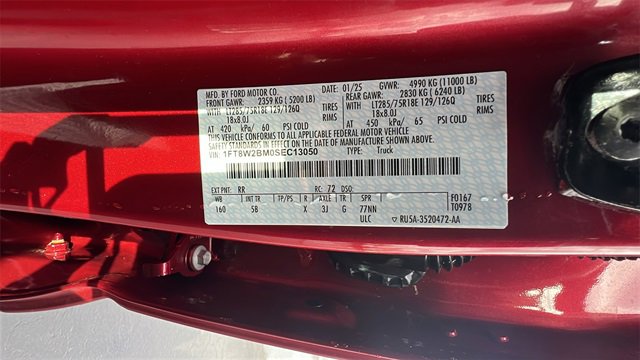 MFD. BY FORD MOTOR CO. 01/25 GVWR: 4990 KG (11000 LB)
FRONT GAWR: 2359 KG (5200 LB) REAR GAWR: 2830 KG (6240 LB)
WITH LT285/75R18E 129/126Q TIRES WITH LT285/75R18E 129/126Q TIRES
18x8.0J RIMS 18x8.0J RIMS
AT 420 kPa/ 60 PSI COLD AT 450 kPa/ 65 PSI COLD
THIS VEHICLE CONFORMS TO ALL APPLICABLE FEDERAL MOTOR VEHICLE
SAFETY STANDARDS IN EFFECT ON THE DATE OF MANUFACTURE SHOWN ABOVE.
VIN: 1FT8W2BM0SEC13050 TYPE: Truck
EXT PNT: RR RC: 72 DSO:
WB INT TR TP/PS R AXLE TR SPR F0167
160 5B X 3J G 77NN T0978
ULC ▼ RU5A-3520472-AA